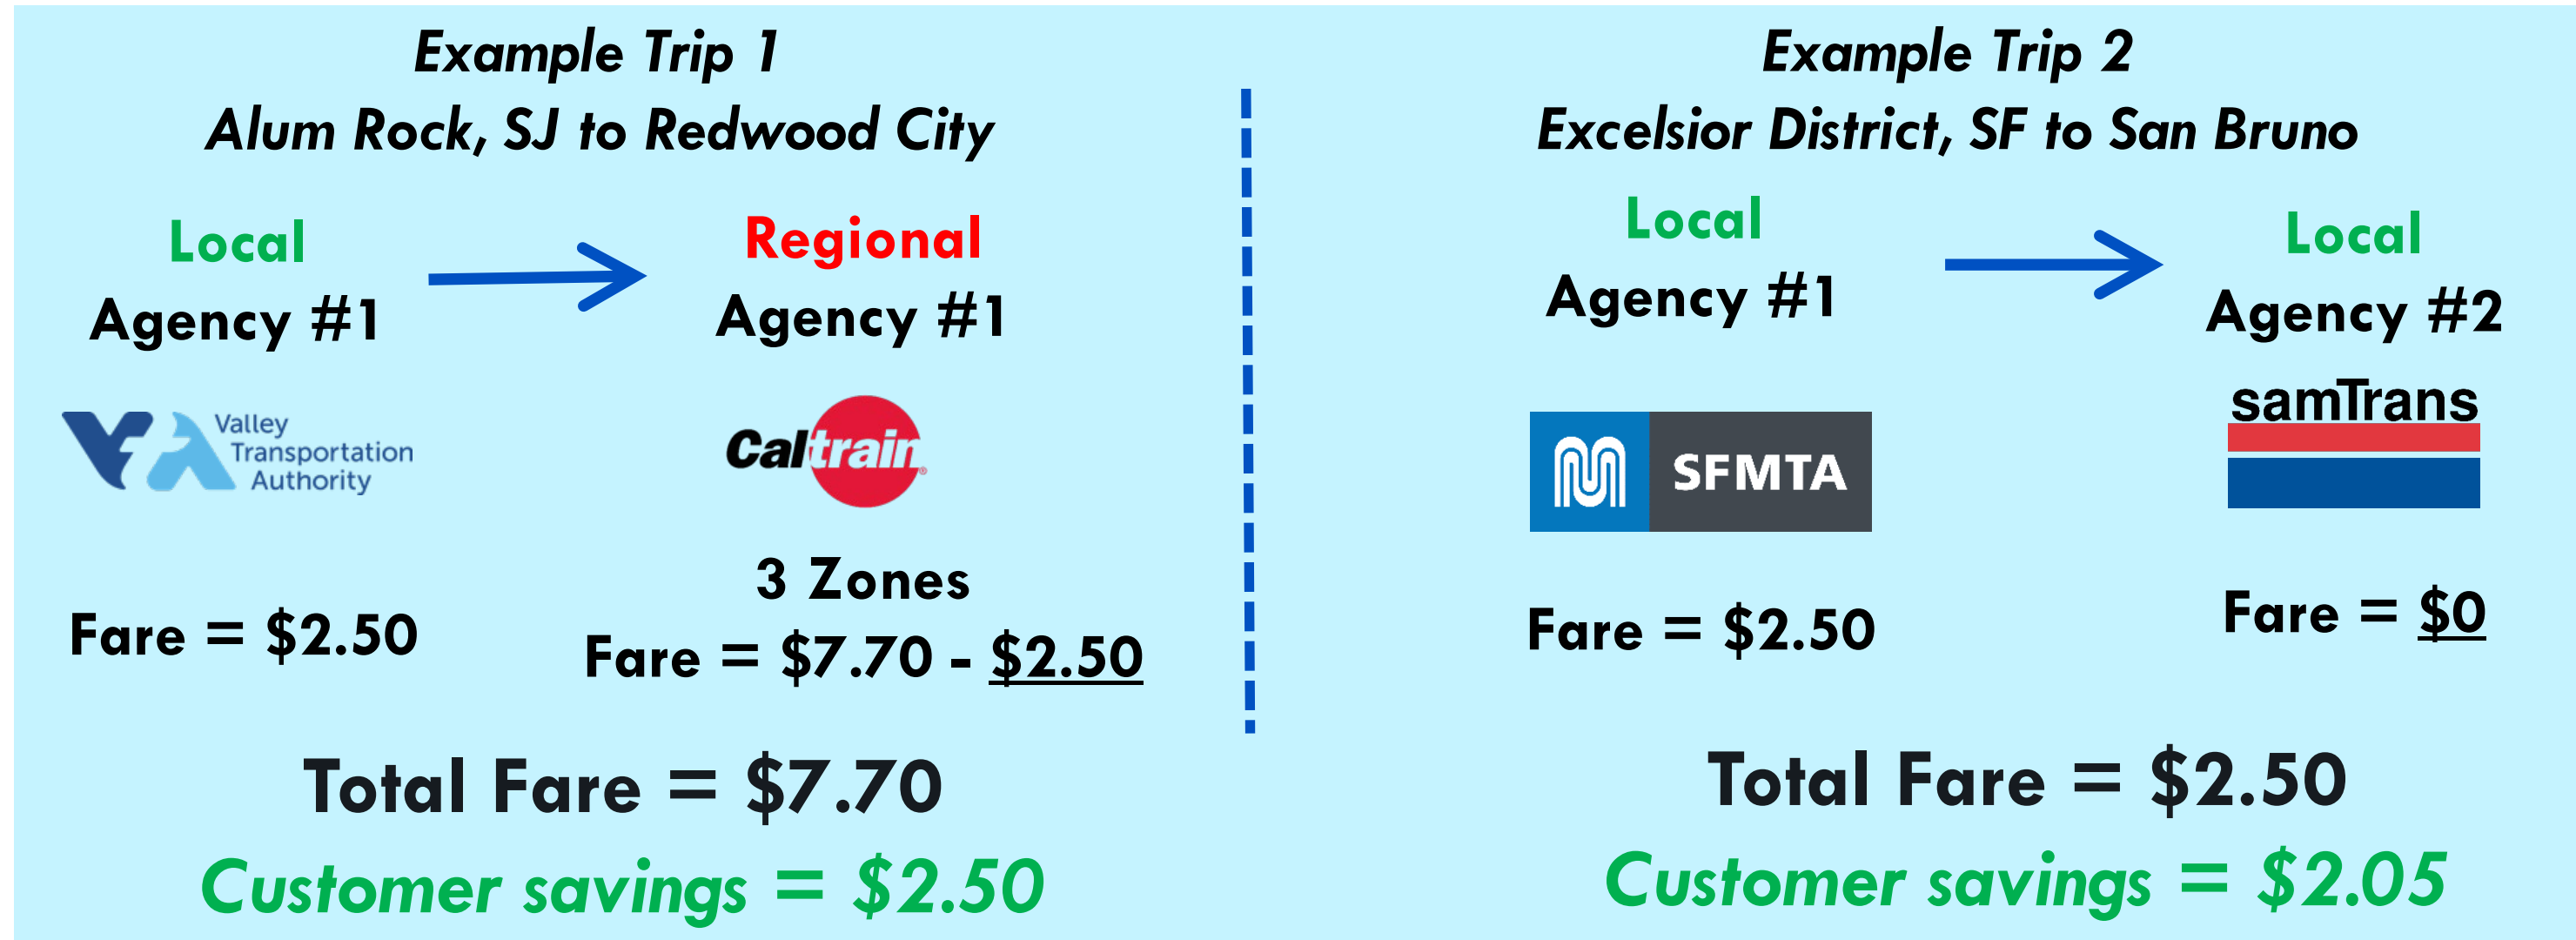 Example Trip 1
Alum Rock, SJ to Redwood City
Local
Agency #1
Regional
Agency #1
Valley
Transportation
Authority
Caltrain®
3 Zones
Fare = $2.50
Fare = $7.70 - $2.50
Total Fare = $7.70
Customer savings = $2.50
Example Trip 2
Excelsior District, SF to San Bruno
Local
Agency #1
Local
Agency #2
SFMTA
samTrans
Fare = $2.50
Fare = $0
Total Fare = $2.50
Customer savings = $2.05